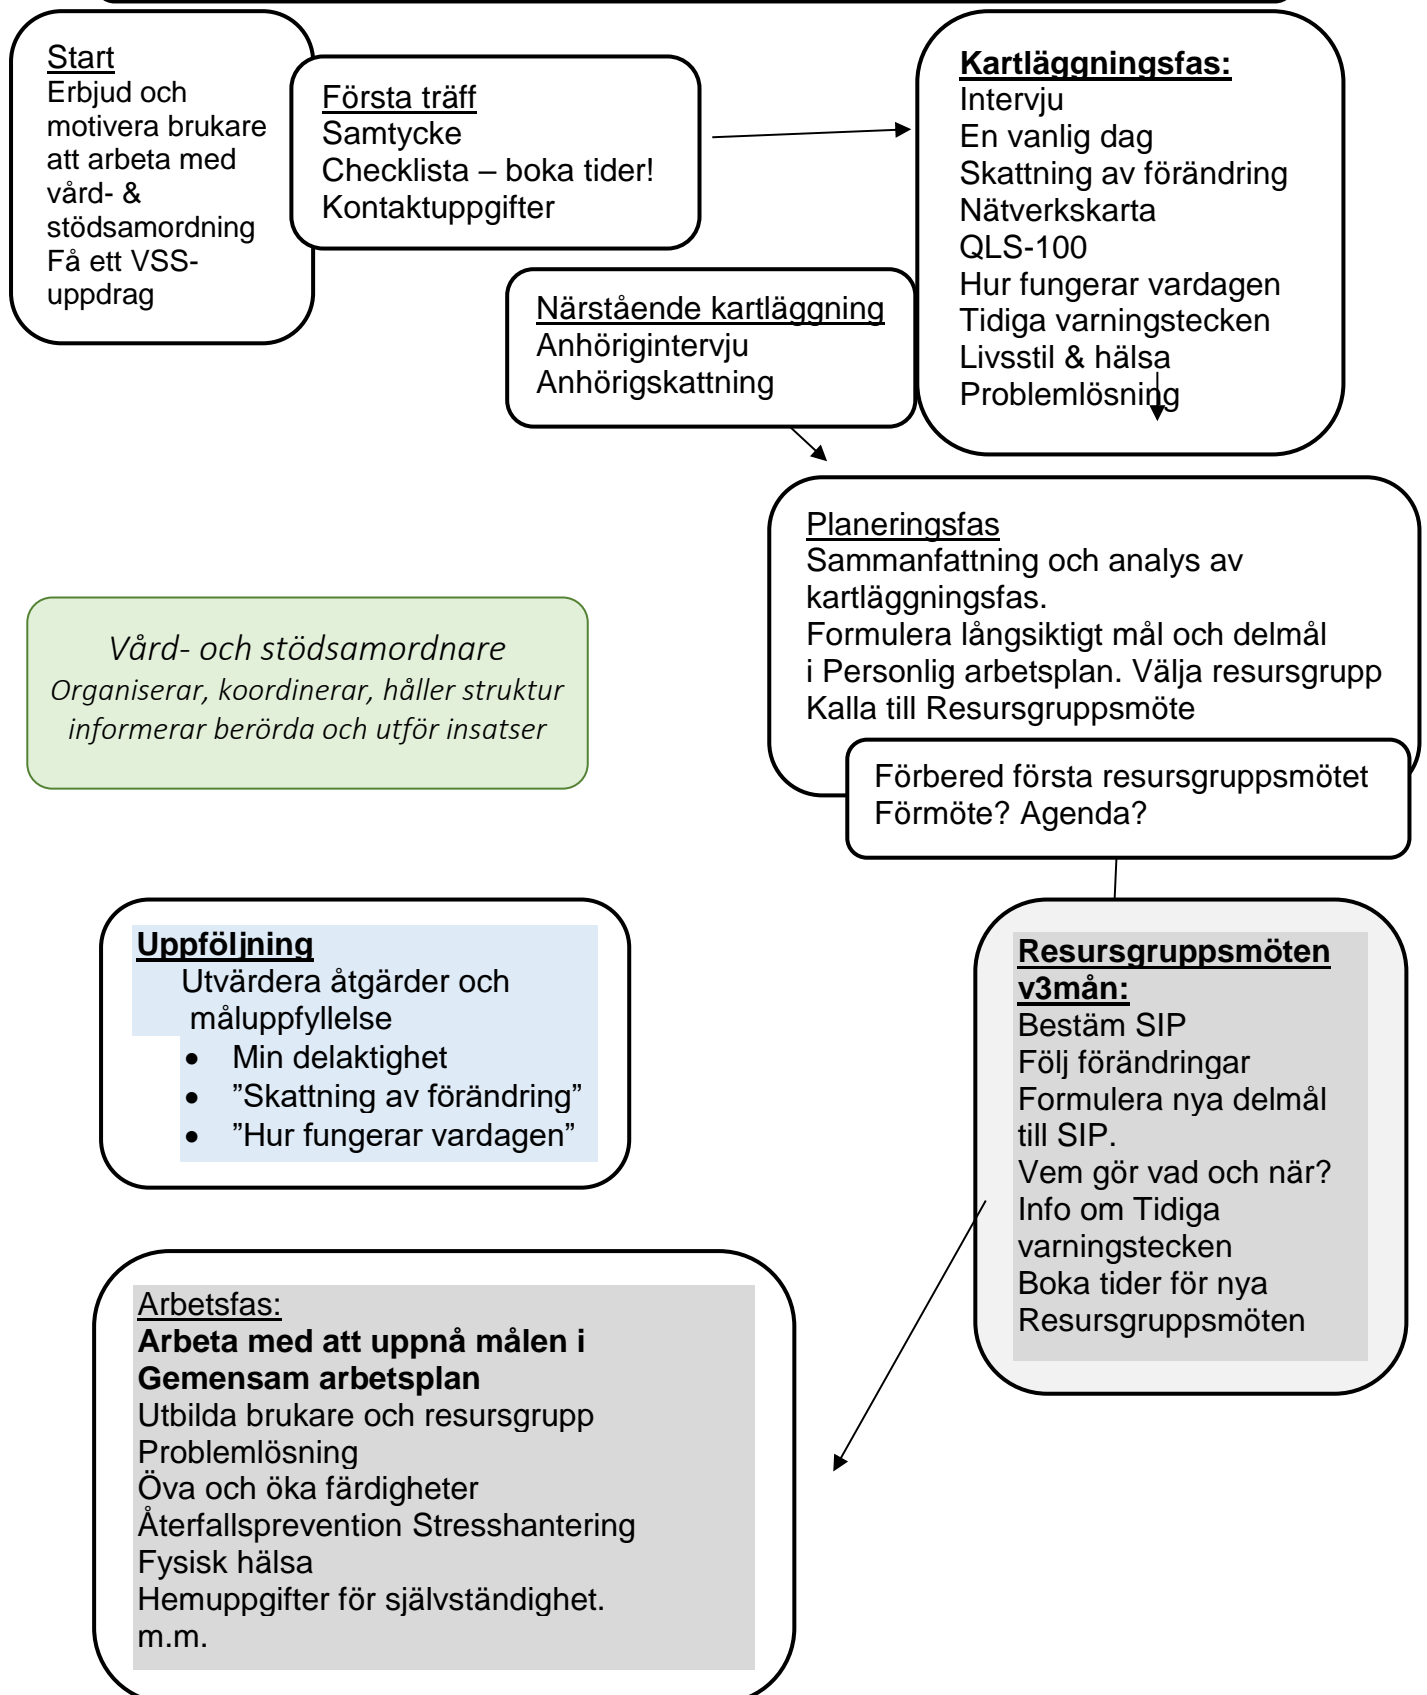 Start
Erbjud och
motivera brukare
att arbeta med
vård- &
stödsamordning
Få ett VSS-
uppdrag
Första träff
Samtycke
Checklista – boka tider!
Kontaktuppgifter
Kartläggningsfas:
Intervju
En vanlig dag
Skattning av förändring
Nätverkskarta
QLS-100
Hur fungerar vardagen
Tidiga varningstecken
Livsstil & hälsa
Problemlösning
Närstående kartläggning
Anhörigintervju
Anhörigskattning
Planeringsfas
Sammanfattning och analys av
kartläggningsfas.
Formulera långsiktigt mål och delmål
i Personlig arbetsplan. Välja resursgrupp
Kalla till Resursgruppsmöte
Vård- och stödsamordnare
Organiserar, koordinerar, håller struktur
informerar berörda och utför insatser
Förbered första resursgruppsmötet
Förmöte? Agenda?
Uppföljning
Utvärdera åtgärder och
måluppfyllelse
• Min delaktighet
• ”Skattning av förändring”
• ”Hur fungerar vardagen”
Resursgruppsmöten
v3mån:
Bestäm SIP
Följ förändringar
Formulera nya delmål
till SIP.
Vem gör vad och när?
Info om Tidiga
varningstecken
Boka tider för nya
Resursgruppsmöten
Arbetsfas:
Arbeta med att uppnå målen i
Gemensam arbetsplan
Utbilda brukare och resursgrupp
Problemlösning
Öva och öka färdigheter
Återfallsprevention Stresshantering
Fysisk hälsa
Hemuppgifter för självständighet.
m.m.